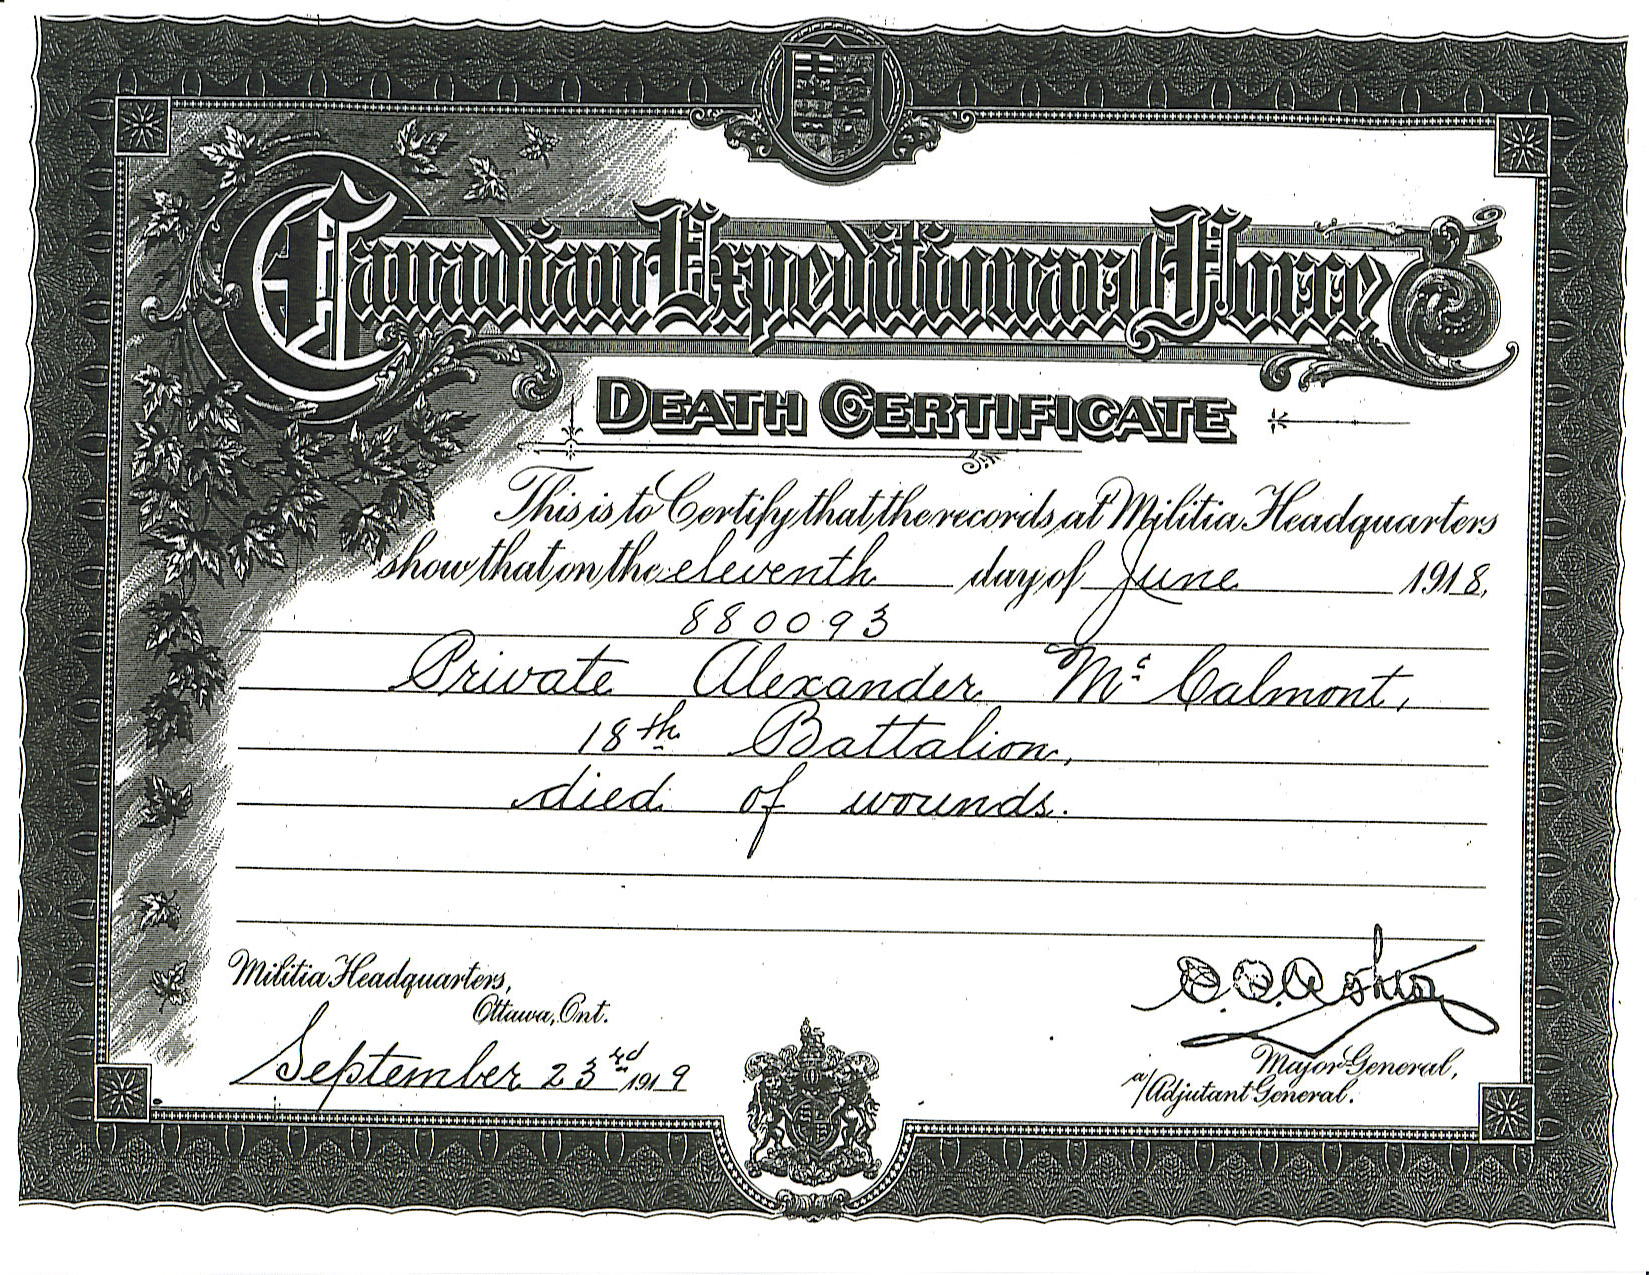 Canadian Expeditionary Force
DEATH CERTIFICATE
This is to Certify that the records at Militia Headquarters
show that on the eleventh day of June 1918,
880093
Private Alexander Mc Calmont,
18th Battalion,
died of wounds.
Militia Headquarters,
Ottawa, Ont.
September 23rd 1919
Major General,
a/Adjutant General.